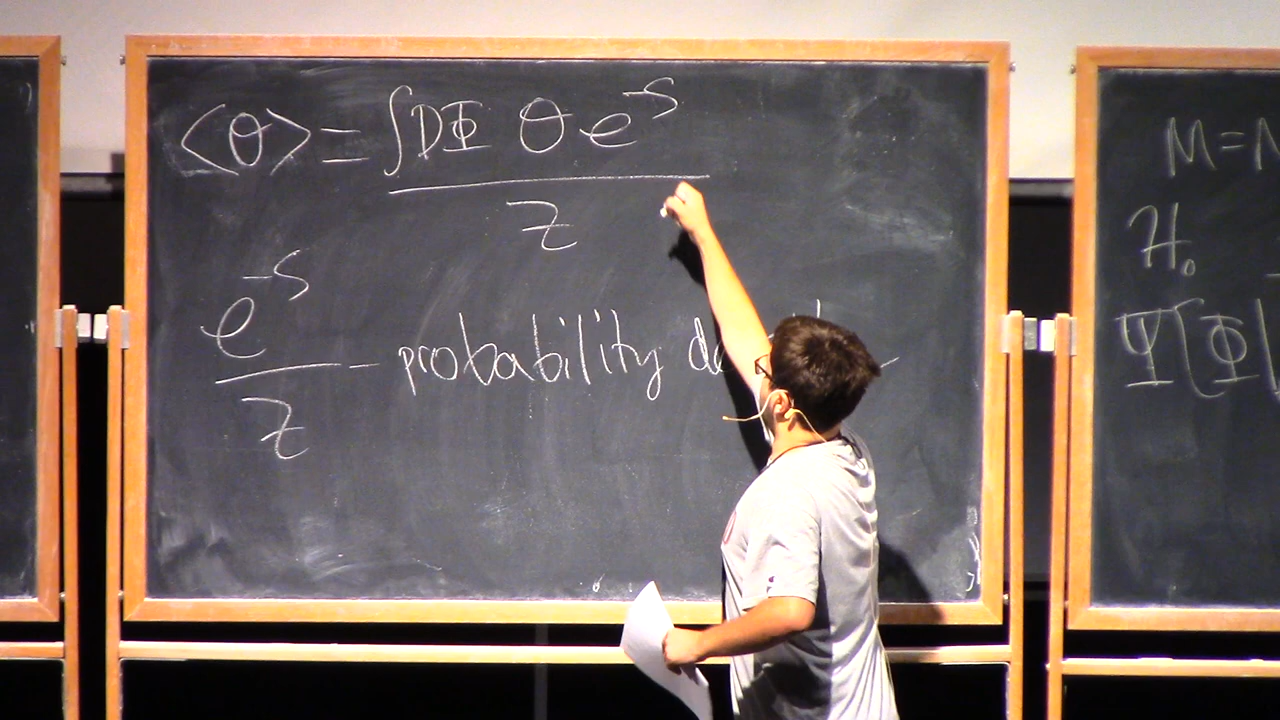 <θ> = ∫DΦ θ e^-S
Z
e^-S
Z
- probability
M =
H₀
Ψ[Φ